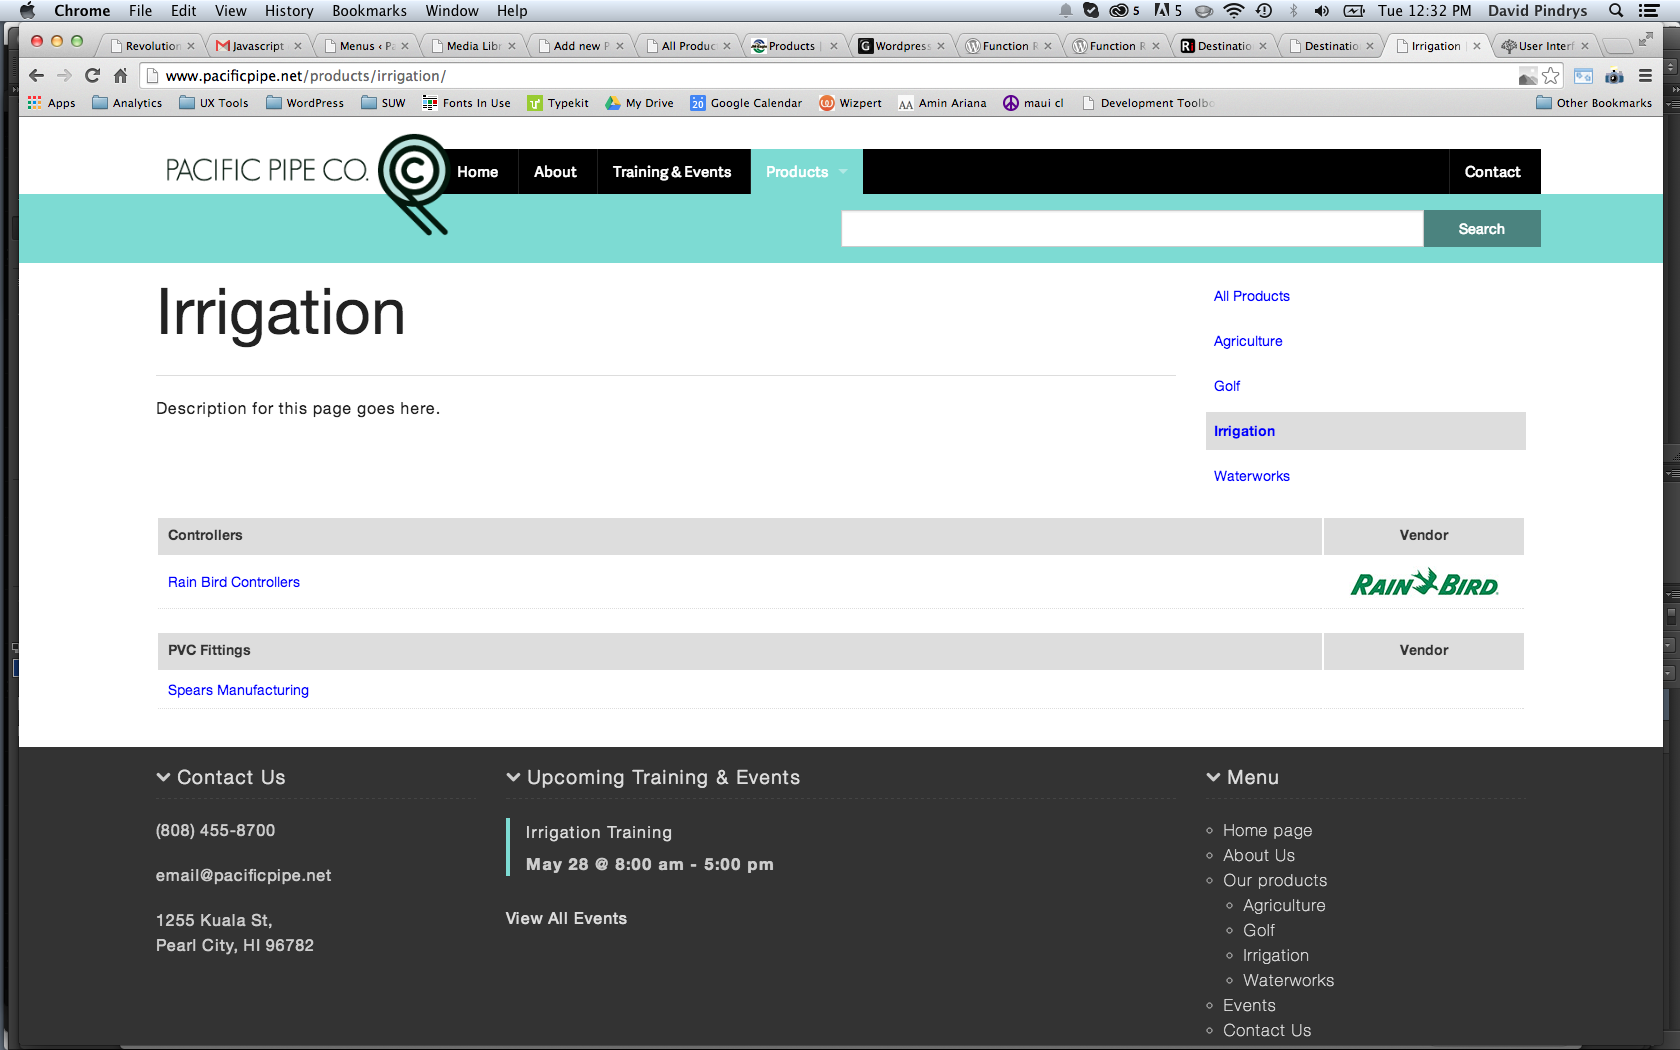 Chrome File Edit View History Bookmarks Window Help 5 5 Tue 12:32 PM David Pindrys
Revolution Javascript Menus ‹ Pa Media Libr Add new P All Produc Products | Wordpress Function R Function R Destinatio Destinatio Irrigation | User Interf
www.pacificpipe.net/products/irrigation/
Apps Analytics UX Tools WordPress SUW Fonts In Use Typekit My Drive 20 Google Calendar Wizpert AA Amin Ariana maui cl Development Toolbo Other Bookmarks
PACIFIC PIPE CO. Home About Training & Events Products Contact
Search
Irrigation
Description for this page goes here.
All Products
Agriculture
Golf
Irrigation
Waterworks
Controllers Vendor
Rain Bird Controllers RAIN BIRD
PVC Fittings Vendor
Spears Manufacturing
Contact Us
(808) 455-8700
email@pacificpipe.net
1255 Kuala St,
Pearl City, HI 96782
Upcoming Training & Events
Irrigation Training
May 28 @ 8:00 am - 5:00 pm
View All Events
Menu
Home page
About Us
Our products
Agriculture
Golf
Irrigation
Waterworks
Events
Contact Us